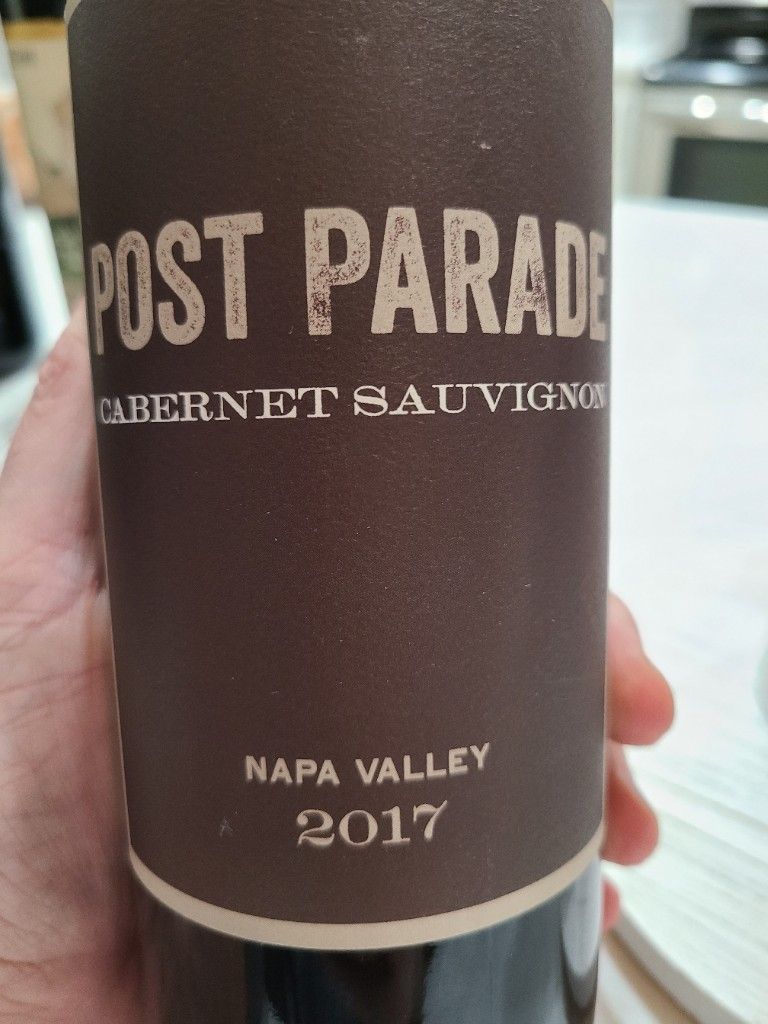 POST PARADE
CABERNET SAUVIGNON
NAPA VALLEY
2017